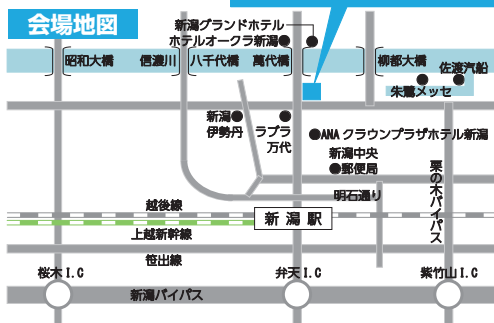 会場地図
新潟グランドホテル
ホテルオークラ新潟
昭和大橋
信濃川
八千代橋
萬代橋
柳都大橋
佐渡汽船
朱鷺メッセ
新潟
伊勢丹
ラブラ
万代
ANAクラウンプラザホテル新潟
新潟中央
郵便局
栗の木バイパス
明石通り
越後線
新潟駅
上越新幹線
笹出線
桜木I.C
弁天I.C
紫竹山I.C
新潟バイパス